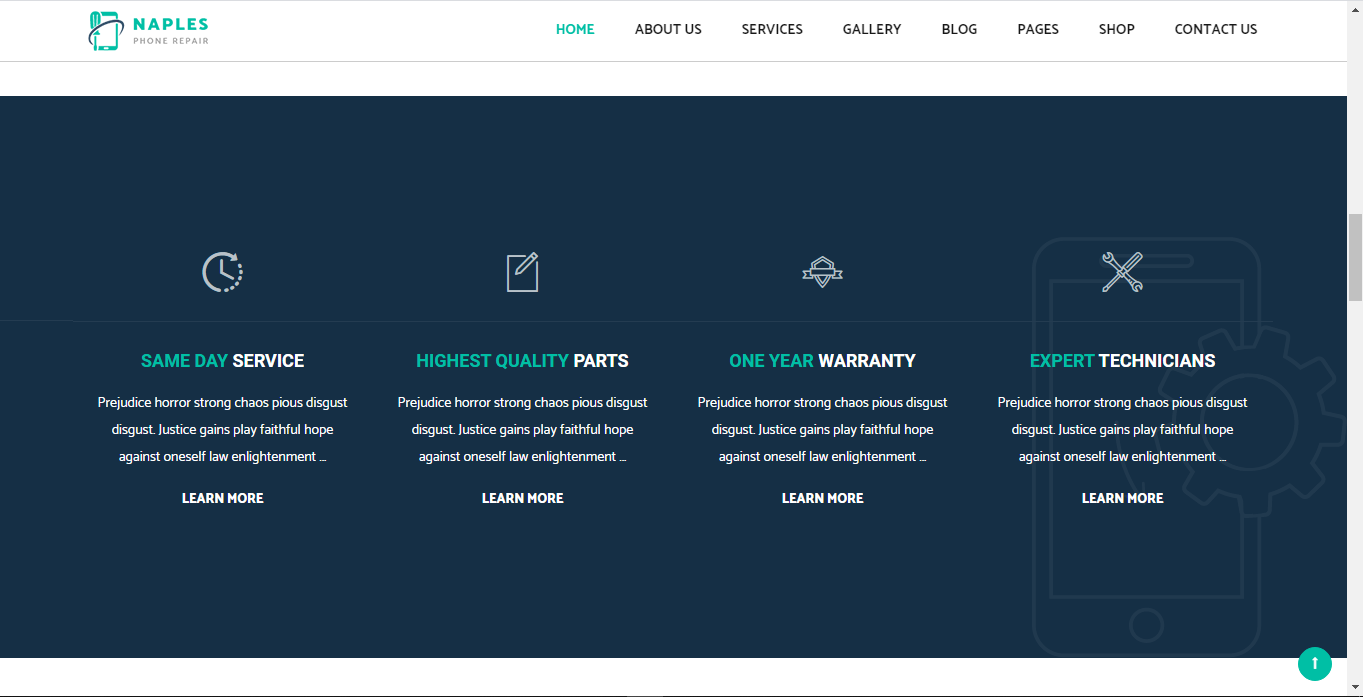 NAPLES
PHONE REPAIR
HOME ABOUT US SERVICES GALLERY BLOG PAGES SHOP CONTACT US
SAME DAY SERVICE
Prejudice horror strong chaos pious disgust
disgust. Justice gains play faithful hope
against oneself law enlightenment ...
LEARN MORE
HIGHEST QUALITY PARTS
Prejudice horror strong chaos pious disgust
disgust. Justice gains play faithful hope
against oneself law enlightenment ...
LEARN MORE
ONE YEAR WARRANTY
Prejudice horror strong chaos pious disgust
disgust. Justice gains play faithful hope
against oneself law enlightenment ...
LEARN MORE
EXPERT TECHNICIANS
Prejudice horror strong chaos pious disgust
disgust. Justice gains play faithful hope
against oneself law enlightenment ...
LEARN MORE